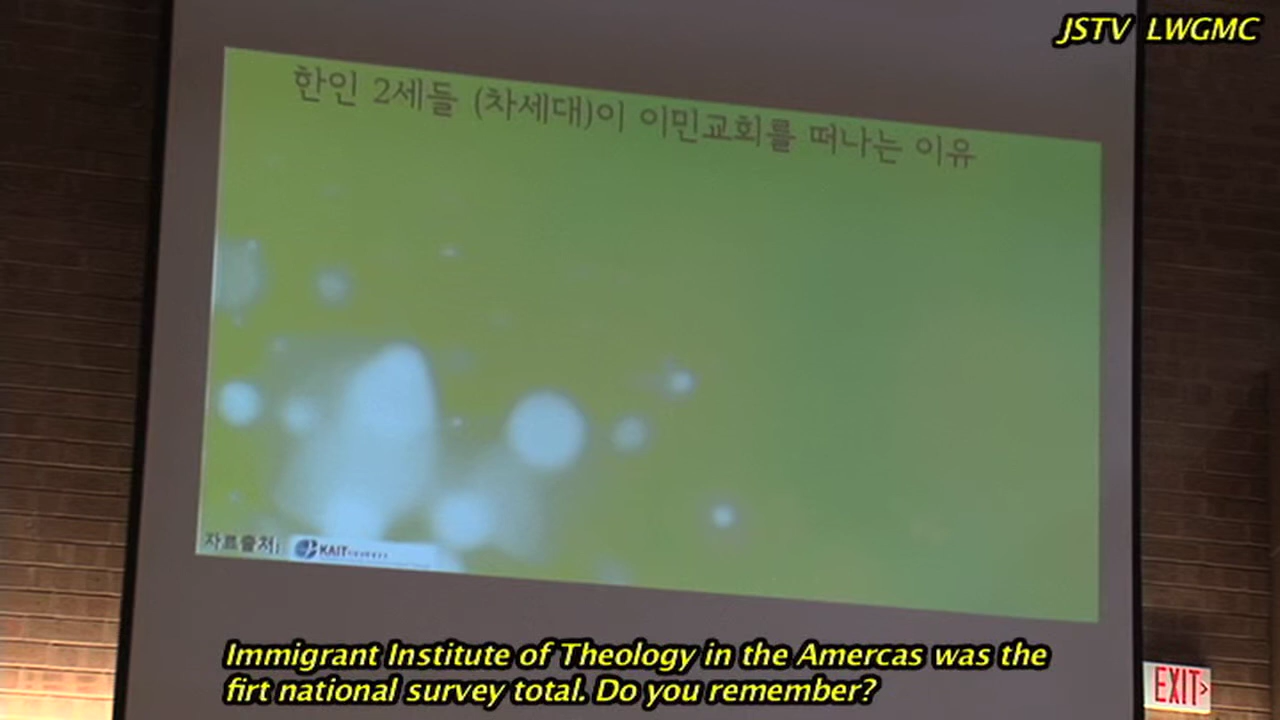 JSTV LWGMC
한인 2세들 (차세대)이 이민교회를 떠나는 이유
자료출처:
KAIT
Immigrant Institute of Theology in the Amercas was the
firt national survey total. Do you remember?
EXIT